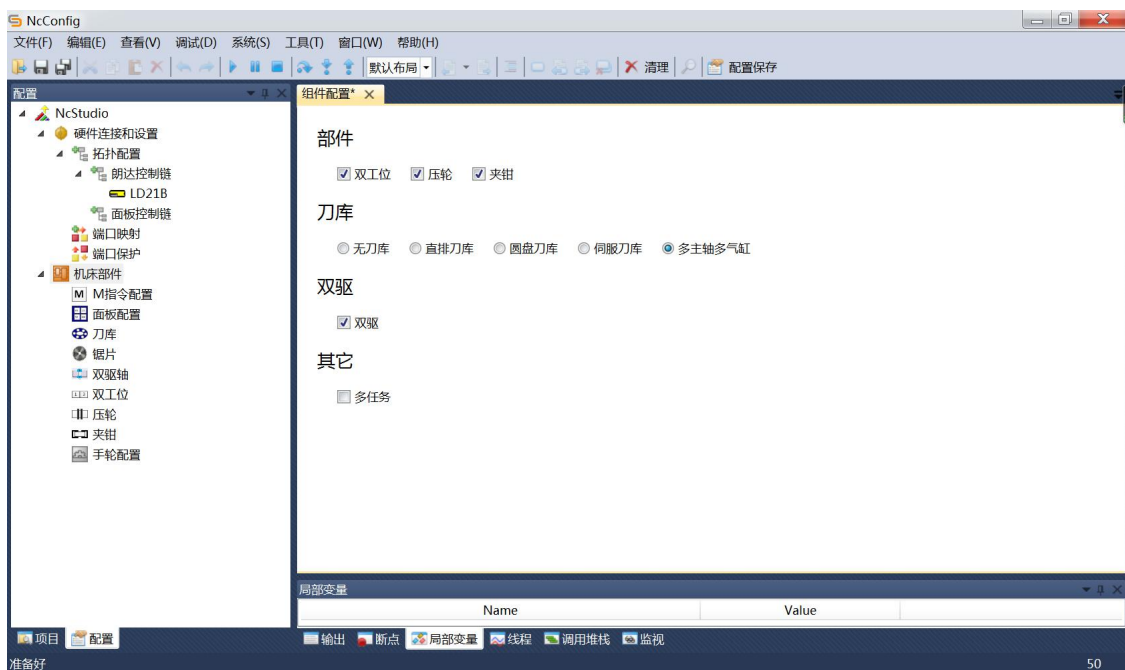 NcConfig
文件(F) 编辑(E) 查看(V) 调试(D) 系统(S) 工具(T) 窗口(W) 帮助(H)
默认布局 清理 配置保存
配置
组件配置*
NcStudio
硬件连接和设置
拓扑配置
朗达控制链
LD21B
面板控制链
端口映射
端口保护
机床部件
M M指令配置
面板配置
刀库
锯片
双驱轴
双工位
压轮
夹钳
手轮配置
部件
双工位 压轮 夹钳
刀库
无刀库 直排刀库 圆盘刀库 伺服刀库 多主轴多气缸
双驱
双驱
其它
多任务
局部变量
Name Value
项目 配置
输出 断点 局部变量 线程 调用堆栈 监视
准备好 50